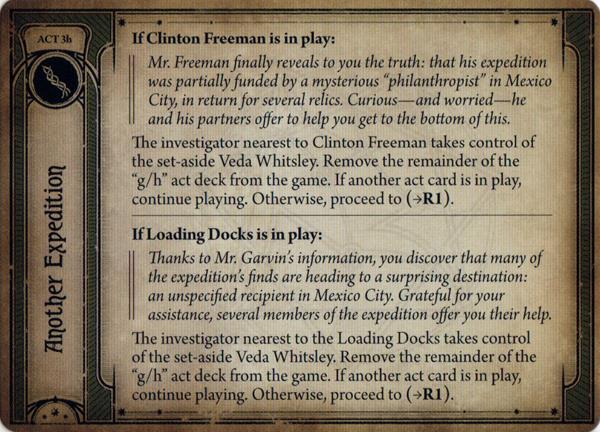 ACT 3h
Another Expedition
If Clinton Freeman is in play:
Mr. Freeman finally reveals to you the truth: that his expedition
was partially funded by a mysterious “philanthropist” in Mexico
City, in return for several relics. Curious—and worried—he
and his partners offer to help you get to the bottom of this.
The investigator nearest to Clinton Freeman takes control of
the set-aside Veda Whitsley. Remove the remainder of the
“g/h” act deck from the game. If another act card is in play,
continue playing. Otherwise, proceed to (→R1).
If Loading Docks is in play:
Thanks to Mr. Garvin’s information, you discover that many of
the expedition’s finds are heading to a surprising destination:
an unspecified recipient in Mexico City. Grateful for your
assistance, several members of the expedition offer you their help.
The investigator nearest to the Loading Docks takes control
of the set-aside Veda Whitsley. Remove the remainder of the
“g/h” act deck from the game. If another act card is in play,
continue playing. Otherwise, proceed to (→R1).